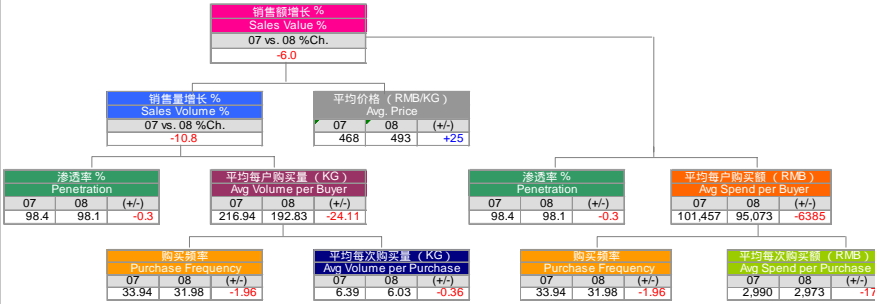 销售额增长 %
Sales Value %
07 vs. 08 %Ch.
-6.0
销售量增长 %
Sales Volume %
07 vs. 08 %Ch.
-10.8
平均价格 （RMB/KG）
Avg. Price
07 08 (+/-)
468 493 +25
渗透率 %
Penetration
07 08 (+/-)
98.4 98.1 -0.3
平均每户购买量 （KG）
Avg Volume per Buyer
07 08 (+/-)
216.94 192.83 -24.11
渗透率 %
Penetration
07 08 (+/-)
98.4 98.1 -0.3
平均每户购买额 （RMB）
Avg Spend per Buyer
07 08 (+/-)
101,457 95,073 -6385
购买频率
Purchase Frequency
07 08 (+/-)
33.94 31.98 -1.96
平均每次购买量 （KG）
Avg Volume per Purchase
07 08 (+/-)
6.39 6.03 -0.36
购买频率
Purchase Frequency
07 08 (+/-)
33.94 31.98 -1.96
平均每次购买额 （RMB）
Avg Spend per Purchase
07 08 (+/-)
2,990 2,973 -17